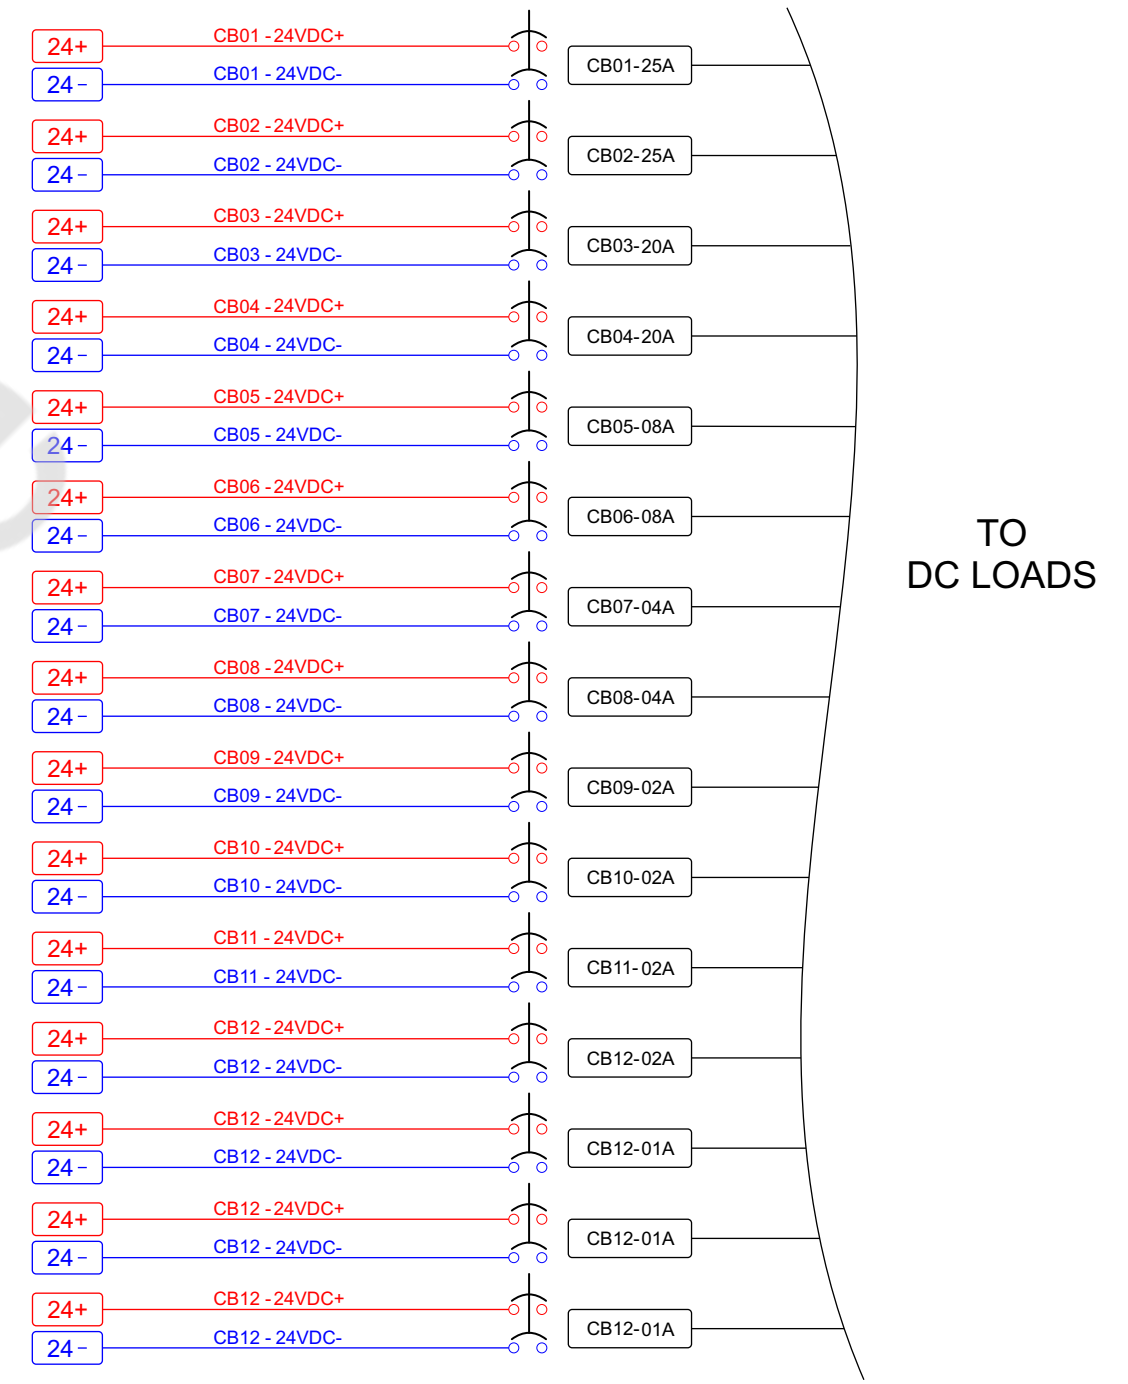 24+ CB01 -24VDC+
CB01-25A
24- CB01 - 24VDC-
24+ CB02 -24VDC+
CB02-25A
24- CB02 - 24VDC-
24+ CB03 -24VDC+
CB03-20A
24- CB03 - 24VDC-
24+ CB04 -24VDC+
CB04-20A
24- CB04 - 24VDC-
24+ CB05 -24VDC+
CB05-08A
24- CB05 - 24VDC-
24+ CB06 -24VDC+
CB06-08A
24- CB06 - 24VDC-
TO
DC LOADS
24+ CB07 -24VDC+
CB07-04A
24- CB07 - 24VDC-
24+ CB08 -24VDC+
CB08-04A
24- CB08 - 24VDC-
24+ CB09 -24VDC+
CB09-02A
24- CB09 - 24VDC-
24+ CB10 -24VDC+
CB10-02A
24- CB10 - 24VDC-
24+ CB11 -24VDC+
CB11-02A
24- CB11 - 24VDC-
24+ CB12 -24VDC+
CB12-02A
24- CB12 - 24VDC-
24+ CB12 -24VDC+
CB12-01A
24- CB12 - 24VDC-
24+ CB12 -24VDC+
CB12-01A
24- CB12 - 24VDC-
24+ CB12 -24VDC+
CB12-01A
24- CB12 - 24VDC-